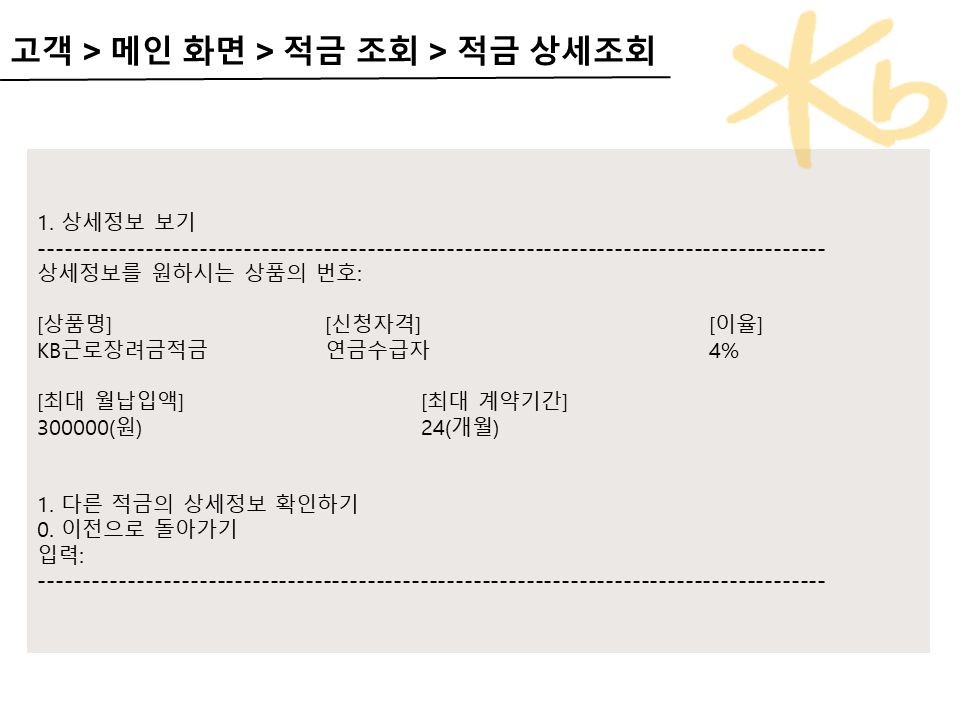 고객 > 메인 화면 > 적금 조회 > 적금 상세조회
Kb
1. 상세정보 보기
------------------------------------------------------------------------------------------
상세정보를 원하시는 상품의 번호:
[상품명] [신청자격] [이율]
KB근로장려금적금 연금수급자 4%
[최대 월납입액] [최대 계약기간]
300000(원) 24(개월)
1. 다른 적금의 상세정보 확인하기
0. 이전으로 돌아가기
입력:
------------------------------------------------------------------------------------------